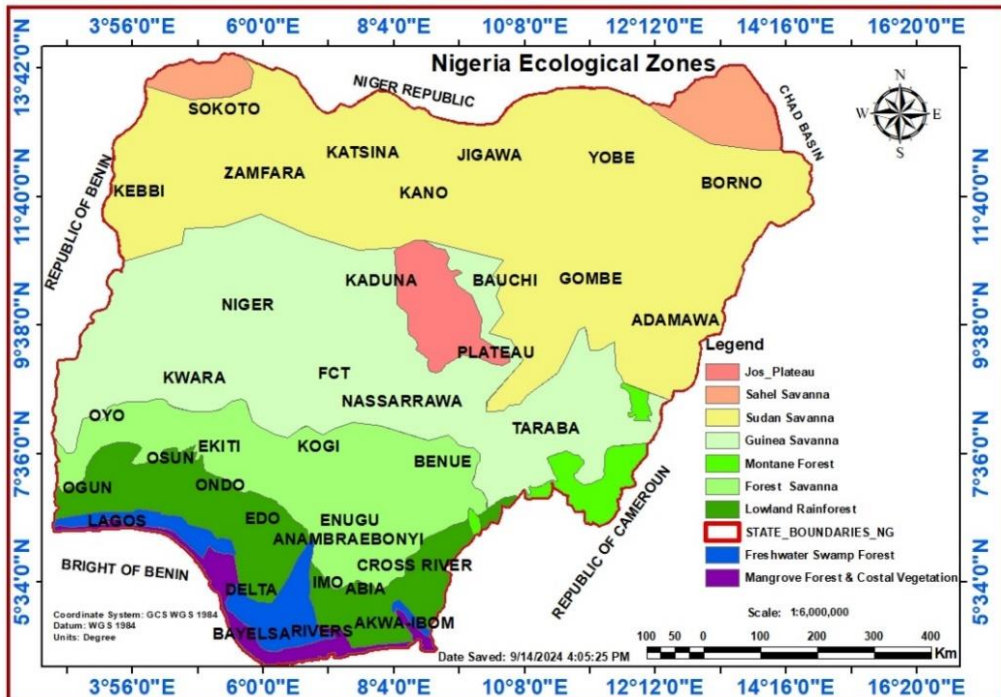 3°56'0"E 6°0'0"E 8°4'0"E 10°8'0"E 12°12'0"E 14°16'0"E 16°20'0"E
13°42'0"N
11°40'0"N
9°38'0"N
7°36'0"N
5°34'0"N
Nigeria Ecological Zones
NIGER REPUBLIC
CHAD BASIN
REPUBLIC OF BENIN
REPUBLIC OF CAMEROUN
BRIGHT OF BENIN
N
W E
S
SOKOTO
KATSINA
JIGAWA
YOBE
ZAMFARA
KEBBI
KANO
BORNO
KADUNA
BAUCHI
GOMBE
NIGER
ADAMAWA
PLATEAU
KWARA
FCT
NASSARRAWA
OYO
TARABA
EKITI
KOGI
OSUN
BENUE
OGUN
ONDO
LAGOS
EDO
ENUGU
ANAMBRAEBONYI
CROSS RIVER
DELTA
IMO
ABIA
AKWA-IBOM
BAYELSA
RIVERS
Legend
Jos_Plateau
Sahel Savanna
Sudan Savanna
Guinea Savanna
Montane Forest
Forest Savanna
Lowland Rainforest
STATE_BOUNDARIES_NG
Freshwater Swamp Forest
Mangrove Forest & Costal Vegetation
Scale: 1:6,000,000
100 50 0 100 200 300 400
Km
Coordinate System: GCS WGS 1984
Datum: WGS 1984
Units: Degree
Date Saved: 9/14/2024 4:05:25 PM
13°42'0"N
11°40'0"N
9°38'0"N
7°36'0"N
5°34'0"N
3°56'0"E 6°0'0"E 8°4'0"E 10°8'0"E 12°12'0"E 14°16'0"E 16°20'0"E